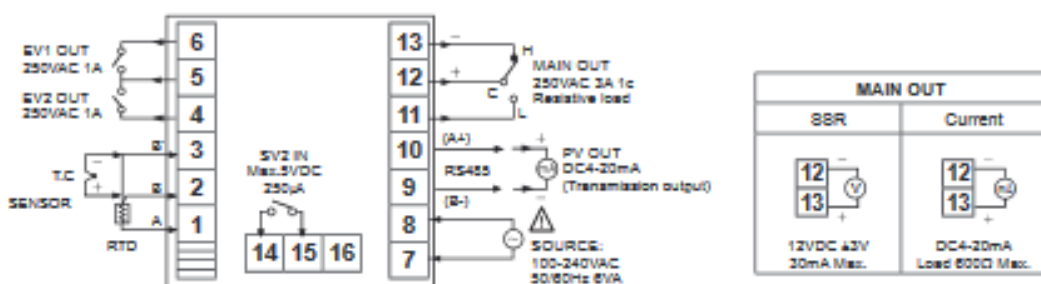 EV1 OUT
250VAC 1A
EV2 OUT
250VAC 1A
6
5
4
3
2
1
B'
B
A
T.C
SENSOR
RTD
SV2 IN
Max.5VDC
250µA
14 15 16
13
12
11
10
9
8
7
H
C
L
MAIN OUT
250VAC 3A 1c
Resistive load
(A+)
RS485
(B-)
PV OUT
DC4-20mA
(Transmission output)
mA
SOURCE:
100-240VAC
50/60Hz 6VA
MAIN OUT
SSR Current
12
13
V
12
13
12VDC ±3V
30mA Max.
DC4-20mA
Load 600Ω Max.